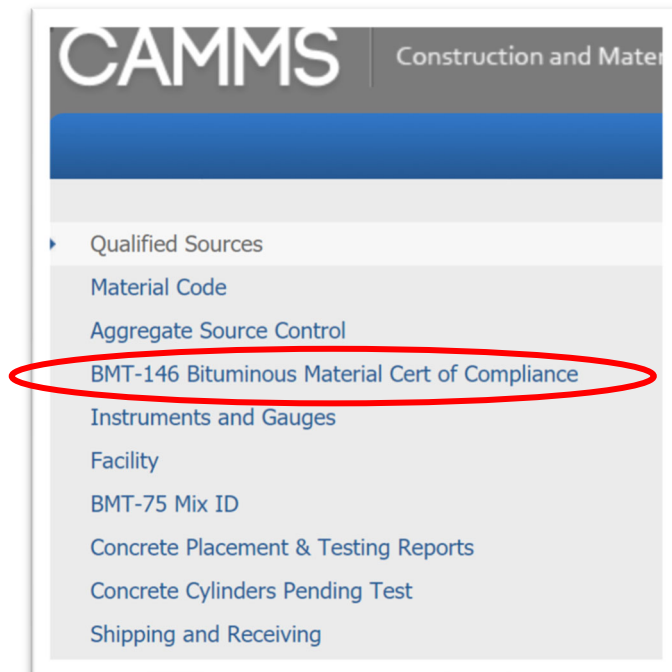 CAMMS
Construction and Mater
Qualified Sources
Material Code
Aggregate Source Control
BMT-146 Bituminous Material Cert of Compliance
Instruments and Gauges
Facility
BMT-75 Mix ID
Concrete Placement & Testing Reports
Concrete Cylinders Pending Test
Shipping and Receiving